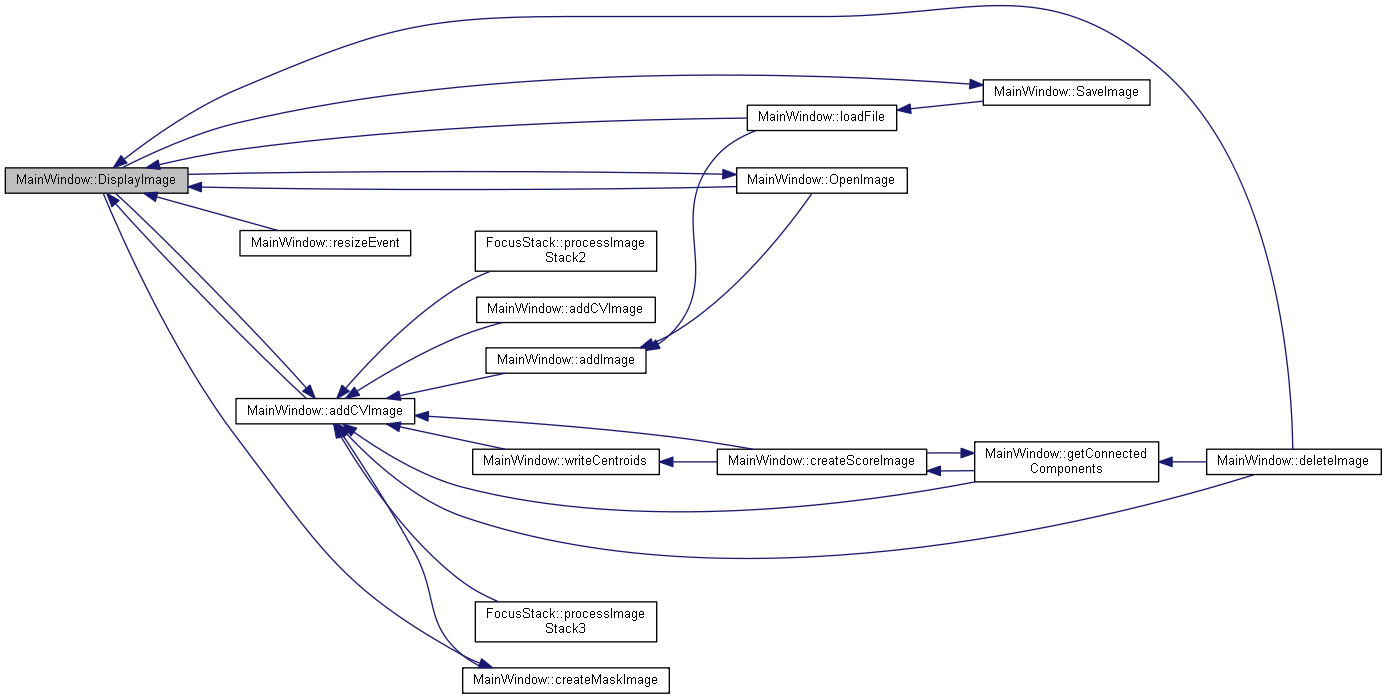 MainWindow::SaveImage
MainWindow::loadFile
MainWindow::DisplayImage
MainWindow::OpenImage
MainWindow::resizeEvent
FocusStack::processImage
Stack2
MainWindow::addCVImage
MainWindow::addImage
MainWindow::addCVImage
MainWindow::writeCentroids
MainWindow::createScoreImage
MainWindow::getConnected
Components
MainWindow::deleteImage
FocusStack::processImage
Stack3
MainWindow::createMaskImage